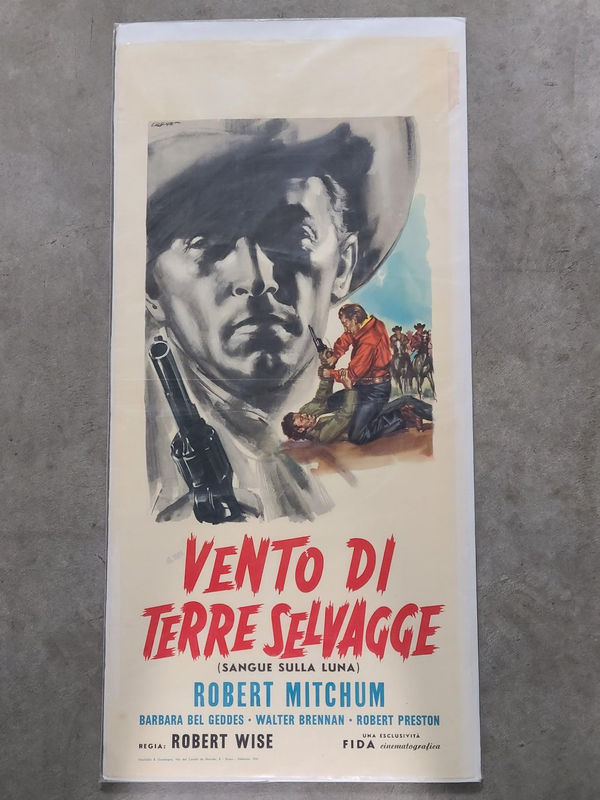 VENTO DI
TERRE SELVAGGE
(SANGUE SULLA LUNA)
ROBERT MITCHUM
BARBARA BEL GEDDES · WALTER BRENNAN · ROBERT PRESTON
REGIA: ROBERT WISE
UNA ESCLUSIVITÀ
FIDA cinematografica